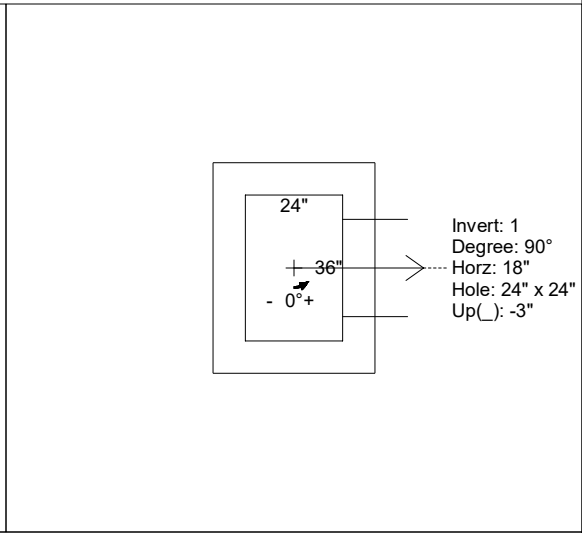 24"
36"
- 0°+
Invert: 1
Degree: 90°
Horz: 18"
Hole: 24" x 24"
Up(_): -3"